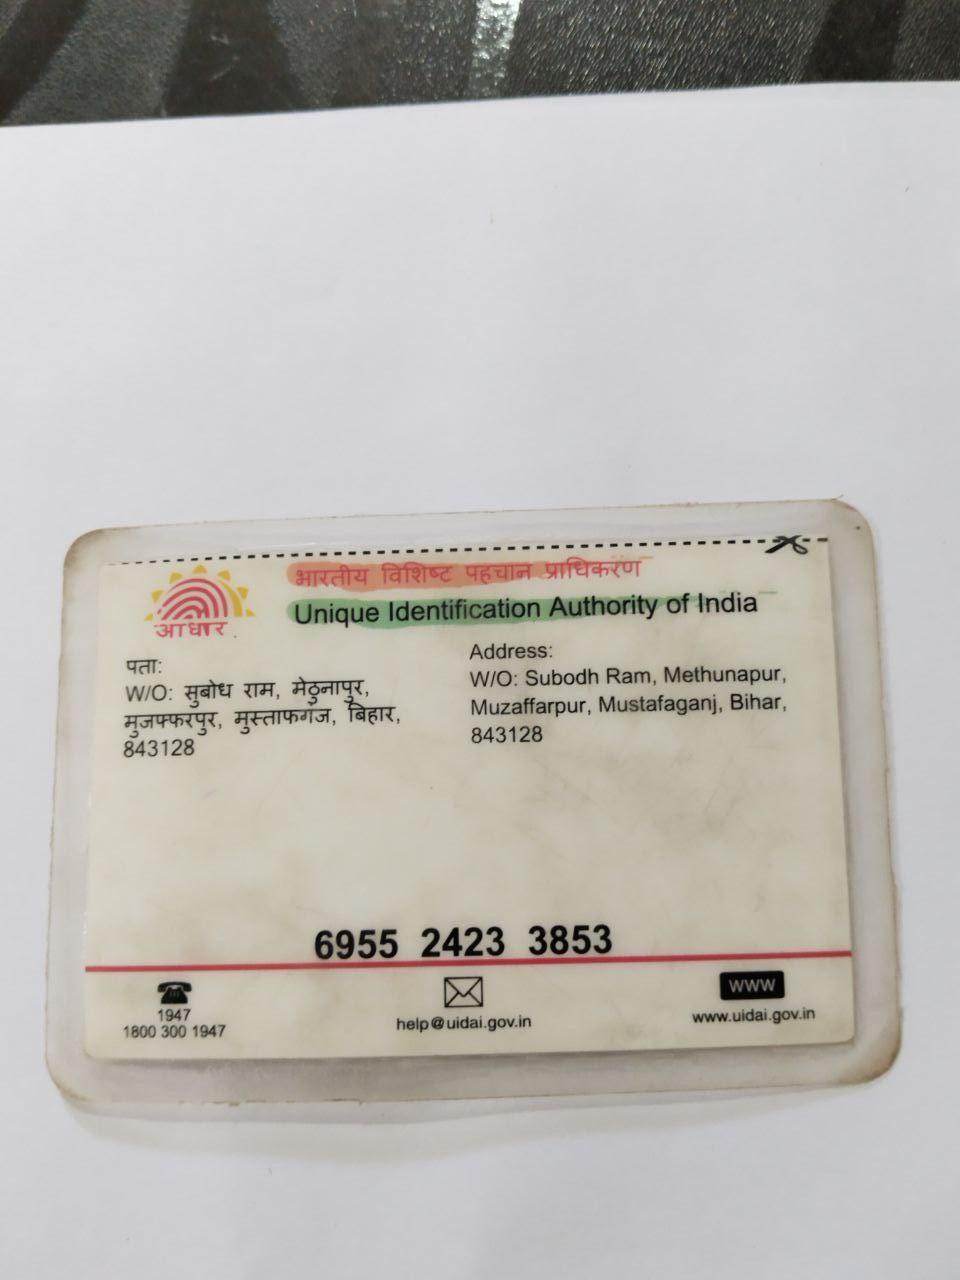 भारतीय विशिष्ट पहचान प्राधिकरण
Unique Identification Authority of India
आधार
पता:
W/O: सुबोध राम, मेठुनापुर,
मुजफ्फरपुर, मुस्ताफगंज, बिहार,
843128
Address:
W/O: Subodh Ram, Methunapur,
Muzaffarpur, Mustafaganj, Bihar,
843128
6955 2423 3853
1947
1800 300 1947
help@uidai.gov.in
WWW
www.uidai.gov.in